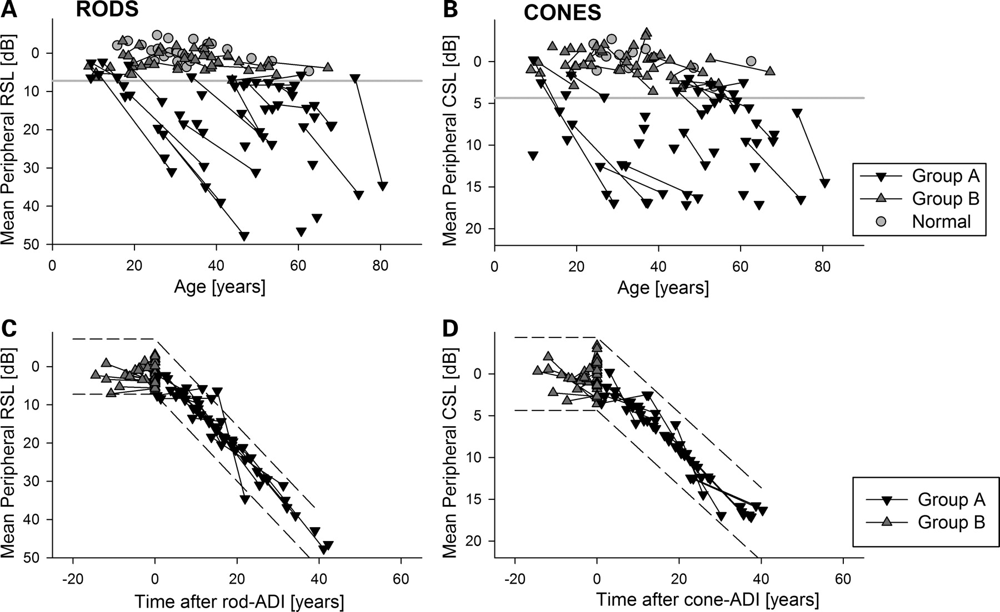 A RODS
Mean Peripheral RSL [dB]
0
10
20
30
40
50
0 20 40 60 80
Age [years]
B CONES
Mean Peripheral CSL [dB]
0
5
10
15
20
0 20 40 60 80
Age [years]
Group A
Group B
Normal
C
Mean Peripheral RSL [dB]
0
10
20
30
40
50
-20 0 20 40 60
Time after rod-ADI [years]
D
Mean Peripheral CSL [dB]
0
5
10
15
20
-20 0 20 40 60
Time after cone-ADI [years]
Group A
Group B